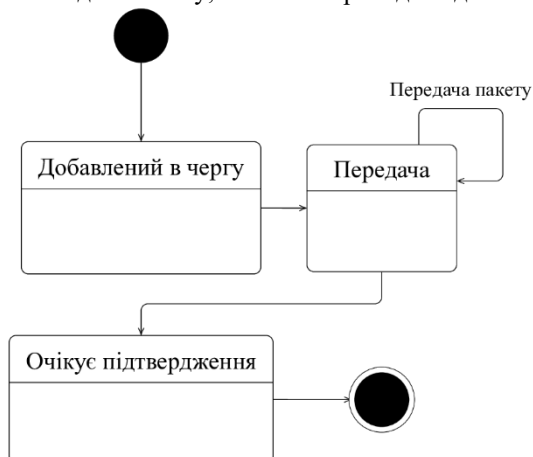 Передача пакету
Добавлений в чергу
Передача
Очікує підтвердження